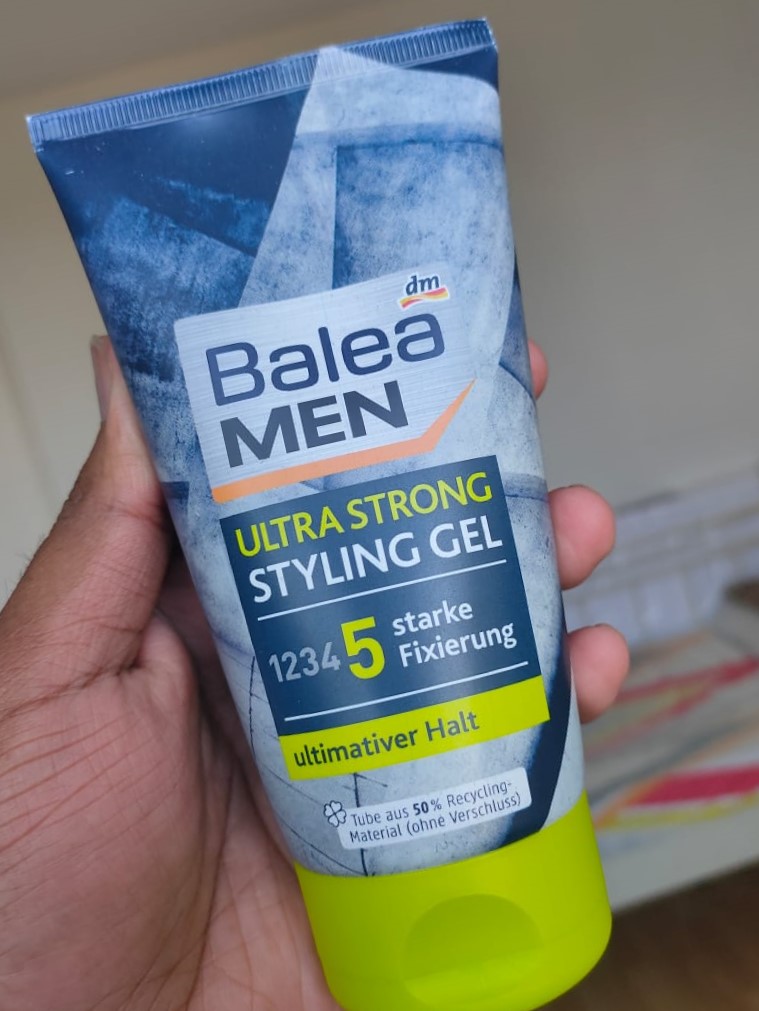 dm
Balea
MEN
ULTRA STRONG
STYLING GEL
12345 starke
Fixierung
ultimativer Halt
Tube aus 50% Recycling-
Material (ohne Verschluss)